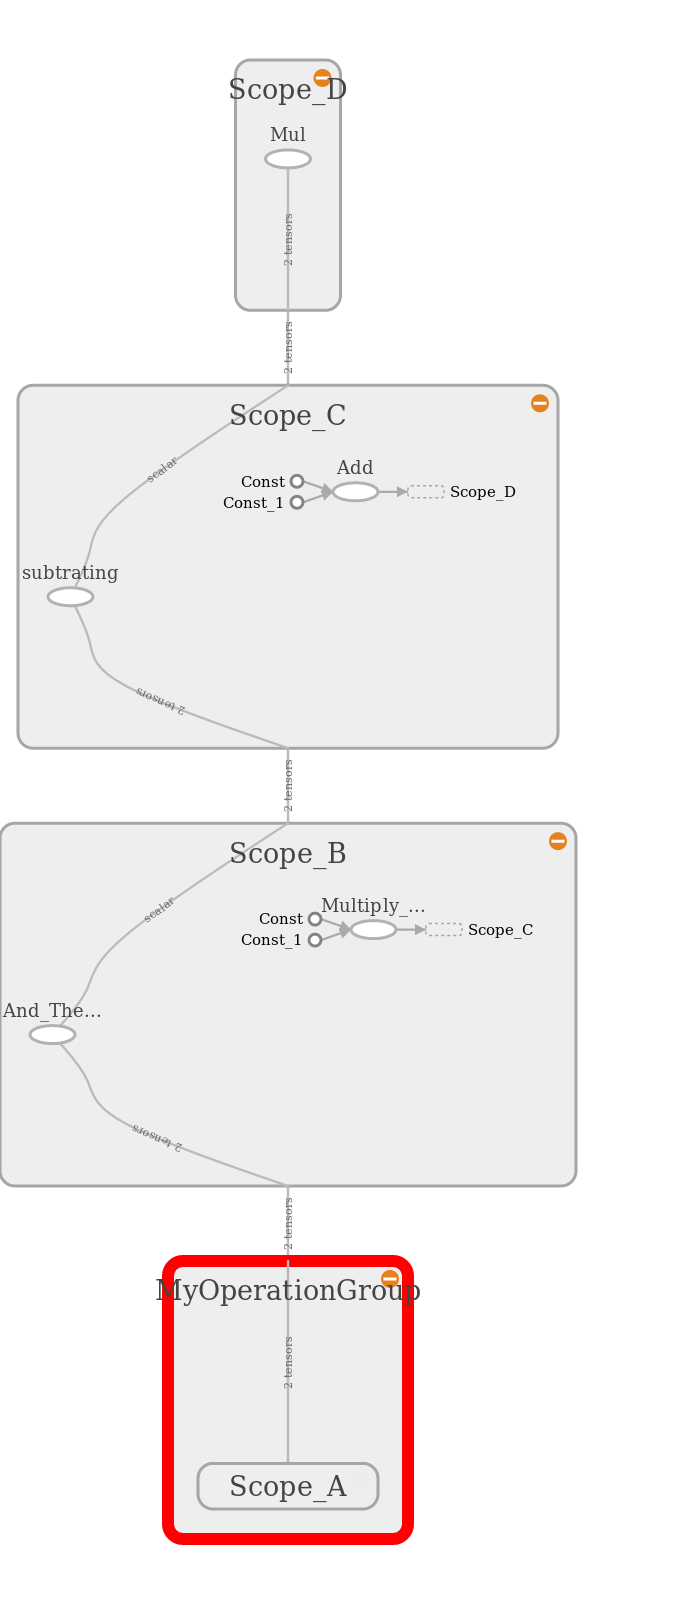 Scope_D
Mul
2 tensors
2 tensors
Scope_C
scalar
Add
Const
Const_1
Scope_D
subtrating
2 tensors
2 tensors
Scope_B
scalar
Multiply_...
Const
Const_1
Scope_C
And_The...
2 tensors
2 tensors
MyOperationGroup
2 tensors
Scope_A